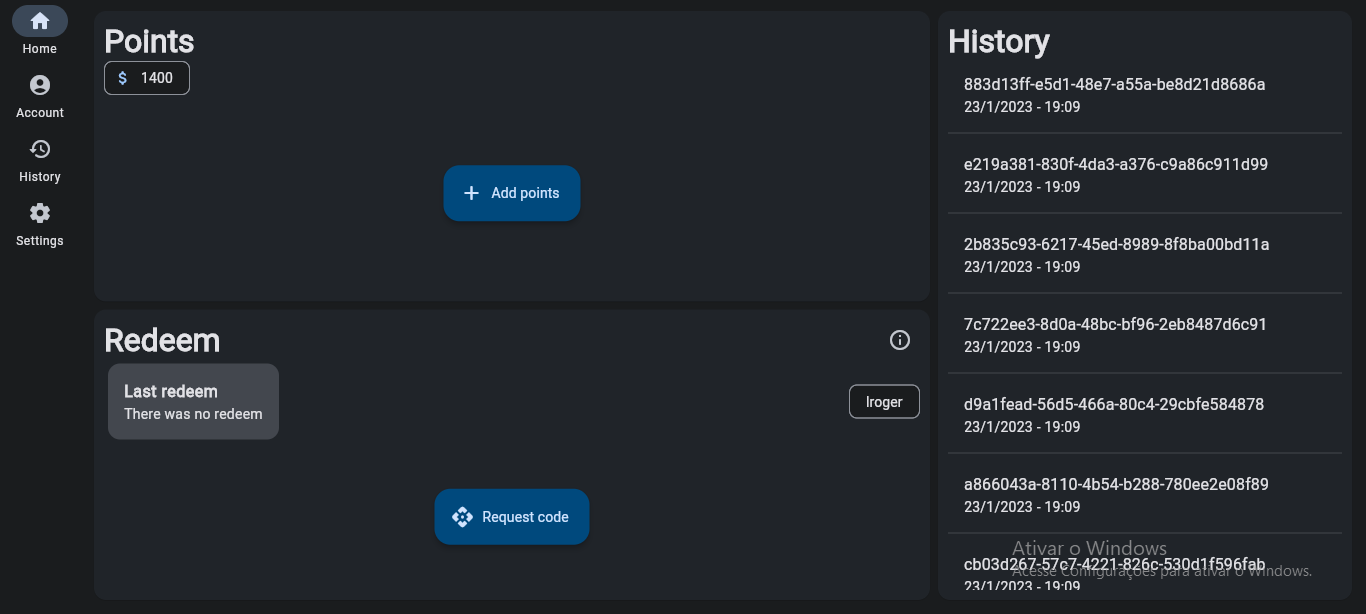 Home
Account
History
Settings
Points
$ 1400
Add points
Redeem
Last redeem
There was no redeem
lroger
Request code
History
883d13ff-e5d1-48e7-a55a-be8d21d8686a
23/1/2023 - 19:09
e219a381-830f-4da3-a376-c9a86c911d99
23/1/2023 - 19:09
2b835c93-6217-45ed-8989-8f8ba00bd11a
23/1/2023 - 19:09
7c722ee3-8d0a-48bc-bf96-2eb8487d6c91
23/1/2023 - 19:09
d9a1fead-56d5-466a-80c4-29cbfe584878
23/1/2023 - 19:09
a866043a-8110-4b54-b288-780ee2e08f89
23/1/2023 - 19:09
cb03d267-57c7-4221-826c-530d1f596fab
23/1/2023 - 19:09
Ativar o Windows
Acesse Configurações para ativar o Windows.